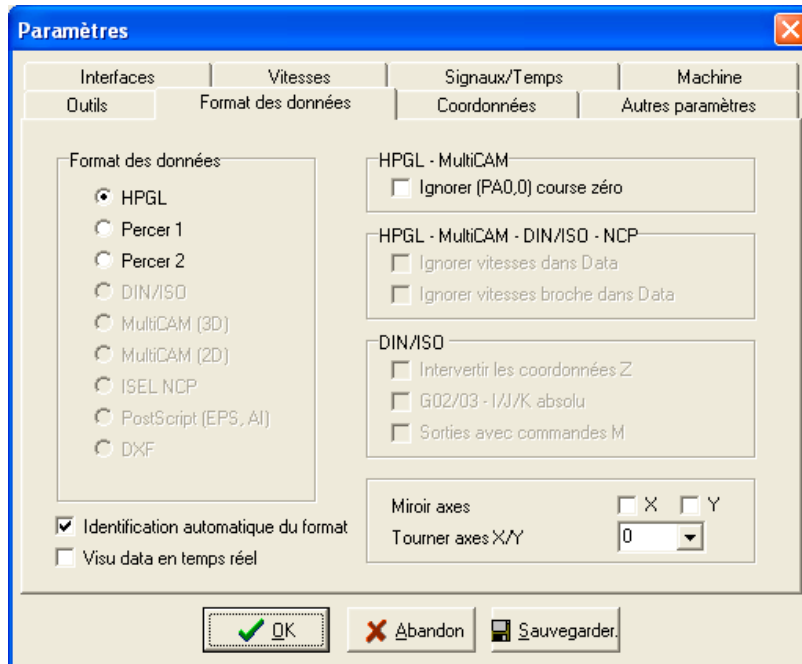 Paramètres
Interfaces Vitesses Signaux/Temps Machine
Outils Format des données Coordonnées Autres paramètres
Format des données
HPGL
Percer 1
Percer 2
DIN/ISO
MultiCAM (3D)
MultiCAM (2D)
ISEL NCP
PostScript (EPS, AI)
DXF
Identification automatique du format
Visu data en temps réel
HPGL - MultiCAM
Ignorer (PA0,0) course zéro
HPGL - MultiCAM - DIN/ISO - NCP
Ignorer vitesses dans Data
Ignorer vitesses broche dans Data
DIN/ISO
Intervertir les coordonnées Z
G02/03 - I/J/K absolu
Sorties avec commandes M
Miroir axes X Y
Tourner axes X/Y 0
OK Abandon Sauvegarder.